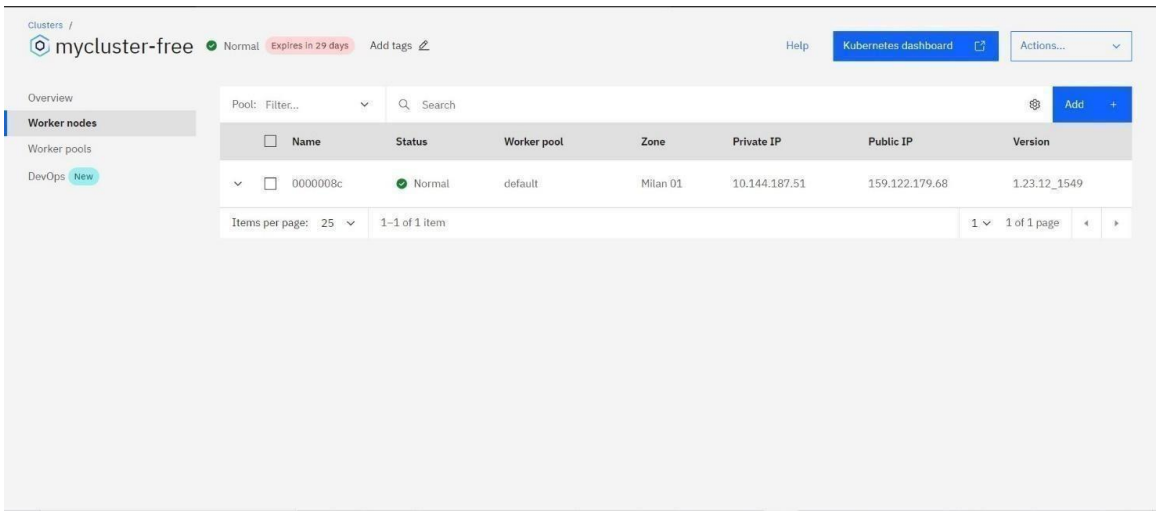 Clusters /
mycluster-free Normal Expires in 29 days Add tags Help Kubernetes dashboard Actions...
Overview
Worker nodes
Worker pools
DevOps New
Pool: Filter... Search Add +
Name Status Worker pool Zone Private IP Public IP Version
0000008c Normal default Milan 01 10.144.187.51 159.122.179.68 1.23.12_1549
Items per page: 25 1–1 of 1 item 1 1 of 1 page